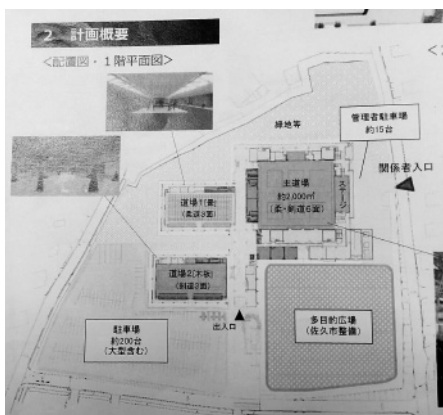 2 計画概要
<配置図・1階平面図>
緑地等
管理者駐車場
約15台
関係者入口
主道場
約2,000㎡
(柔・剣道6面)
ステージ
道場1(畳)
(柔道3面)
道場2(木板)
(剣道3面)
出入口
駐車場
約200台
(大型含む)
多目的広場
(佐久市整備)